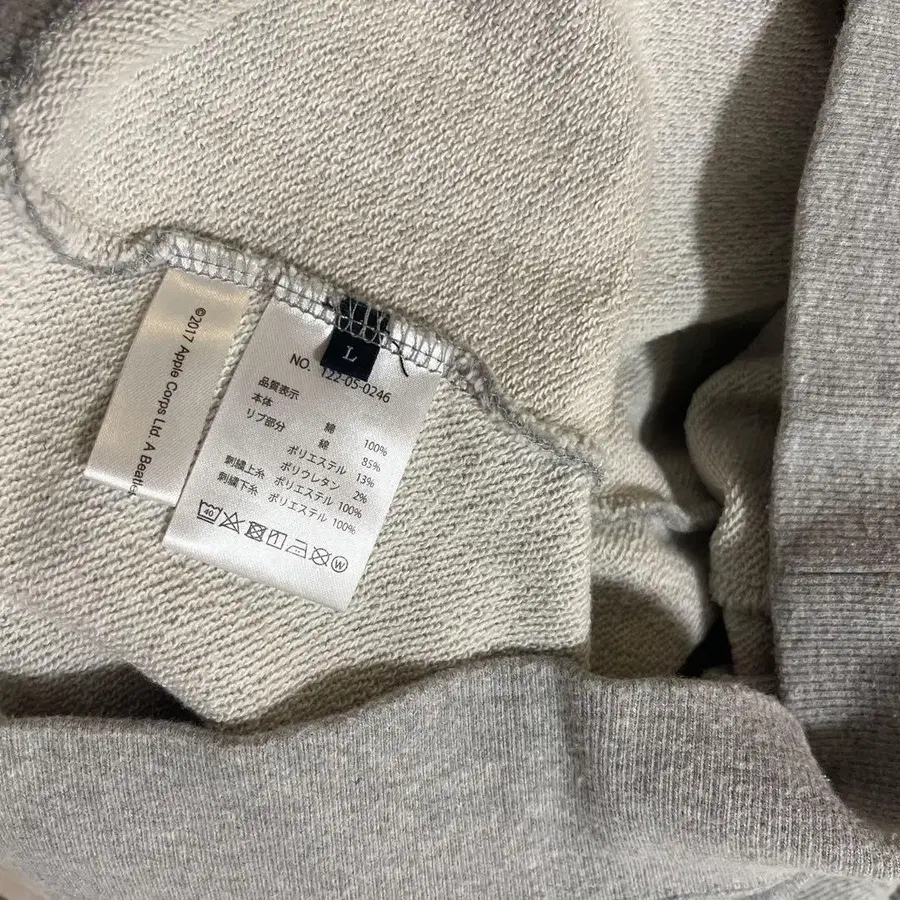 ©2017 Apple Corps Ltd. A Beatles
L
NO. 122-05-0246
品質表示
本体 綿 100%
リブ部分 綿 85%
ポリエステル 13%
ポリウレタン 2%
刺繍上糸 ポリエステル 100%
刺繍下糸 ポリエステル 100%
40
W